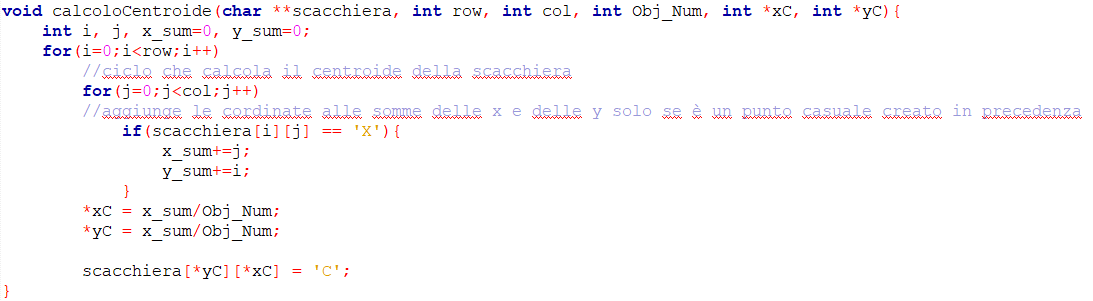 void calcoloCentroide(char **scacchiera, int row, int col, int Obj_Num, int *xC, int *yC){
int i, j, x_sum=0, y_sum=0;
for(i=0;i<row;i++)
//ciclo che calcola il centroide della scacchiera
for(j=0;j<col;j++)
//aggiunge le cordinate alle somme delle x e delle y solo se è un punto casuale creato in precedenza
if(scacchiera[i][j] == 'X'){
x_sum+=j;
y_sum+=i;
}
*xC = x_sum/Obj_Num;
*yC = x_sum/Obj_Num;
scacchiera[*yC][*xC] = 'C';
}